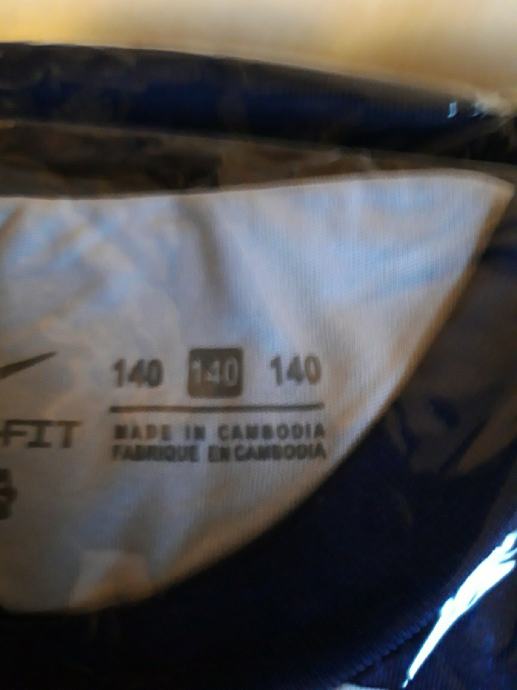 140 140 140
-FIT
MADE IN CAMBODIA
FABRIQUE EN CAMBODIA